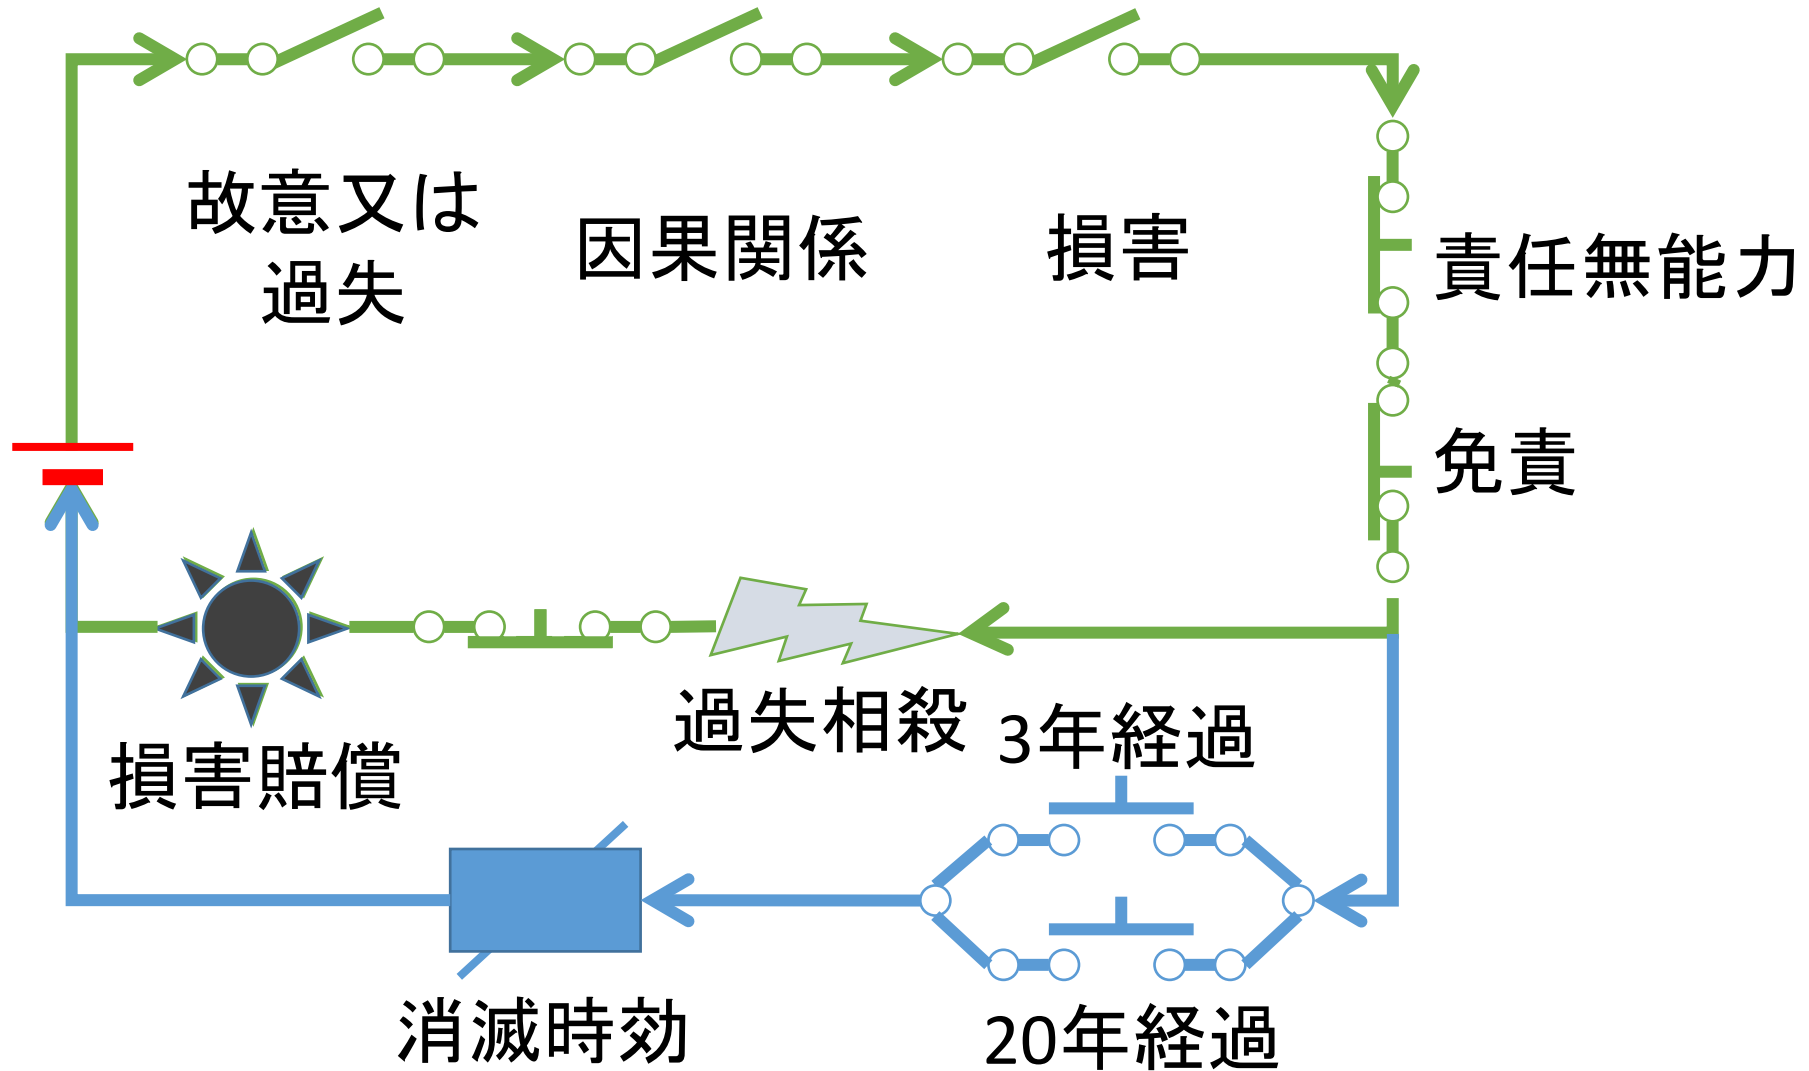 故意又は
過失
因果関係
損害
責任無能力
免責
過失相殺
3年経過
損害賠償
消滅時効
20年経過